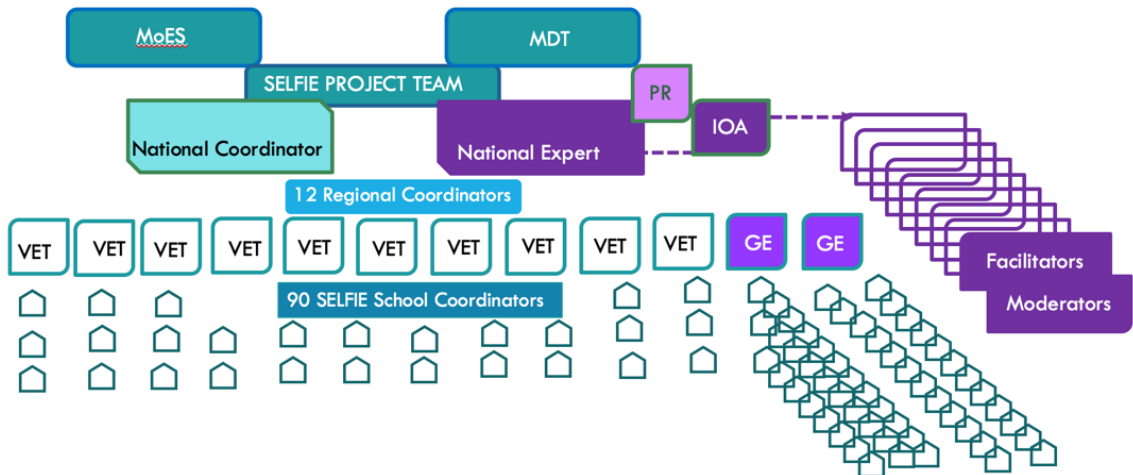 MoES
MDT
SELFIE PROJECT TEAM
PR
IOA
National Coordinator
National Expert
12 Regional Coordinators
VET
VET
VET
VET
VET
VET
VET
VET
VET
VET
GE
GE
Facilitators
90 SELFIE School Coordinators
Moderators